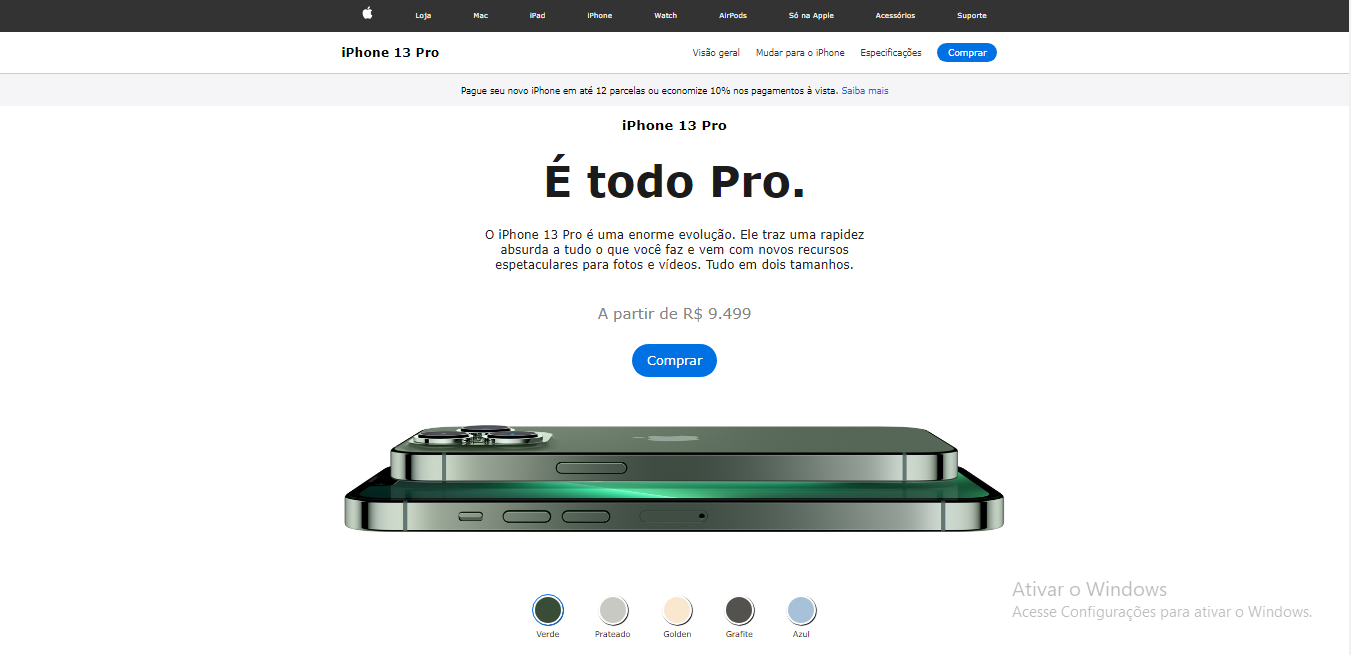 Loja Mac iPad iPhone Watch AirPods Só na Apple Acessórios Suporte
iPhone 13 Pro Visão geral Mudar para o iPhone Especificações Comprar
Pague seu novo iPhone em até 12 parcelas ou economize 10% nos pagamentos à vista. Saiba mais
iPhone 13 Pro
É todo Pro.
O iPhone 13 Pro é uma enorme evolução. Ele traz uma rapidez
absurda a tudo o que você faz e vem com novos recursos
espetaculares para fotos e vídeos. Tudo em dois tamanhos.
A partir de R$ 9.499
Comprar
Ativar o Windows
Acesse Configurações para ativar o Windows.
Verde Prateado Golden Grafite Azul